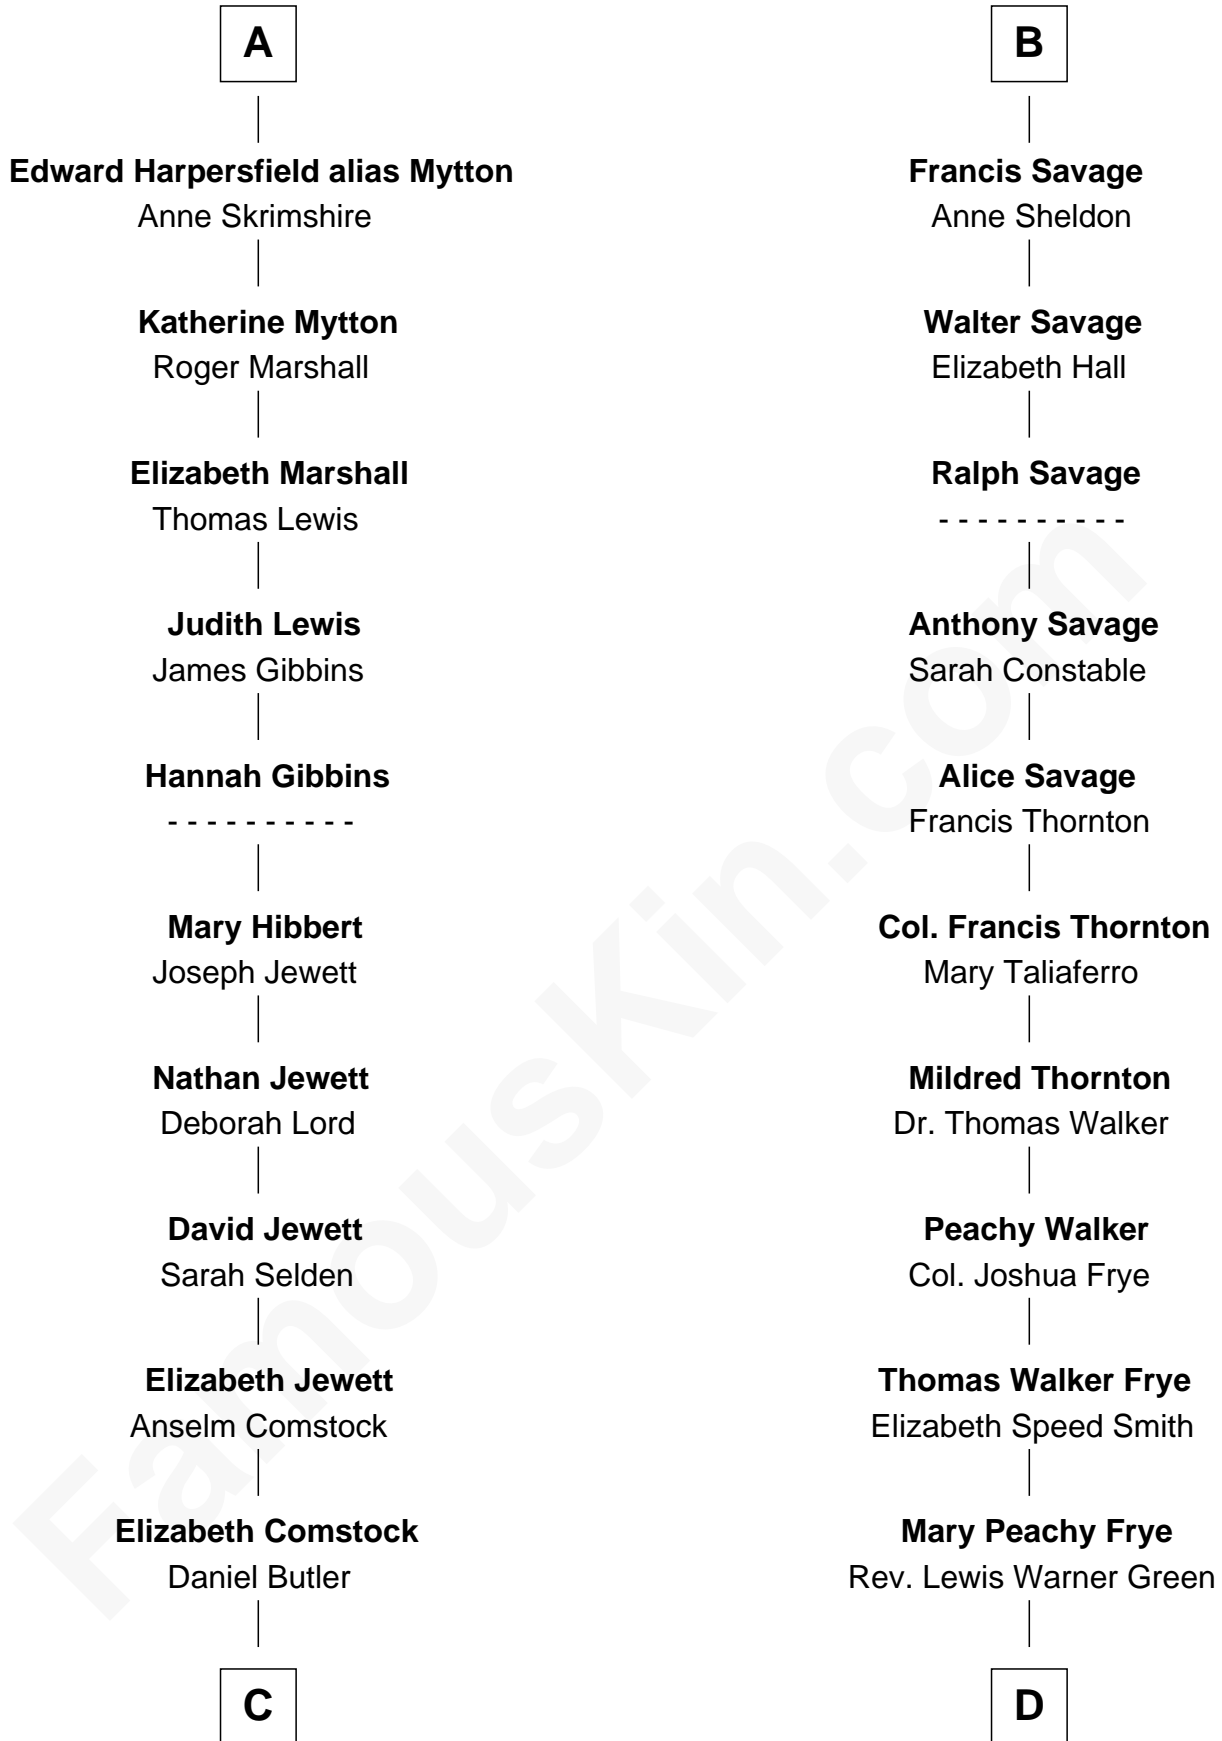 A
Edward Harpersfield alias Mytton
Anne Skrimshire
Katherine Mytton
Roger Marshall
Elizabeth Marshall
Thomas Lewis
Judith Lewis
James Gibbins
Hannah Gibbins
- - - - - - - - - -
Mary Hibbert
Joseph Jewett
Nathan Jewett
Deborah Lord
David Jewett
Sarah Selden
Elizabeth Jewett
Anselm Comstock
Elizabeth Comstock
Daniel Butler
C
B
Francis Savage
Anne Sheldon
Walter Savage
Elizabeth Hall
Ralph Savage
- - - - - - - - - -
Anthony Savage
Sarah Constable
Alice Savage
Francis Thornton
Col. Francis Thornton
Mary Taliaferro
Mildred Thornton
Dr. Thomas Walker
Peachy Walker
Col. Joshua Frye
Thomas Walker Frye
Elizabeth Speed Smith
Mary Peachy Frye
Rev. Lewis Warner Green
D
FamousKin.com